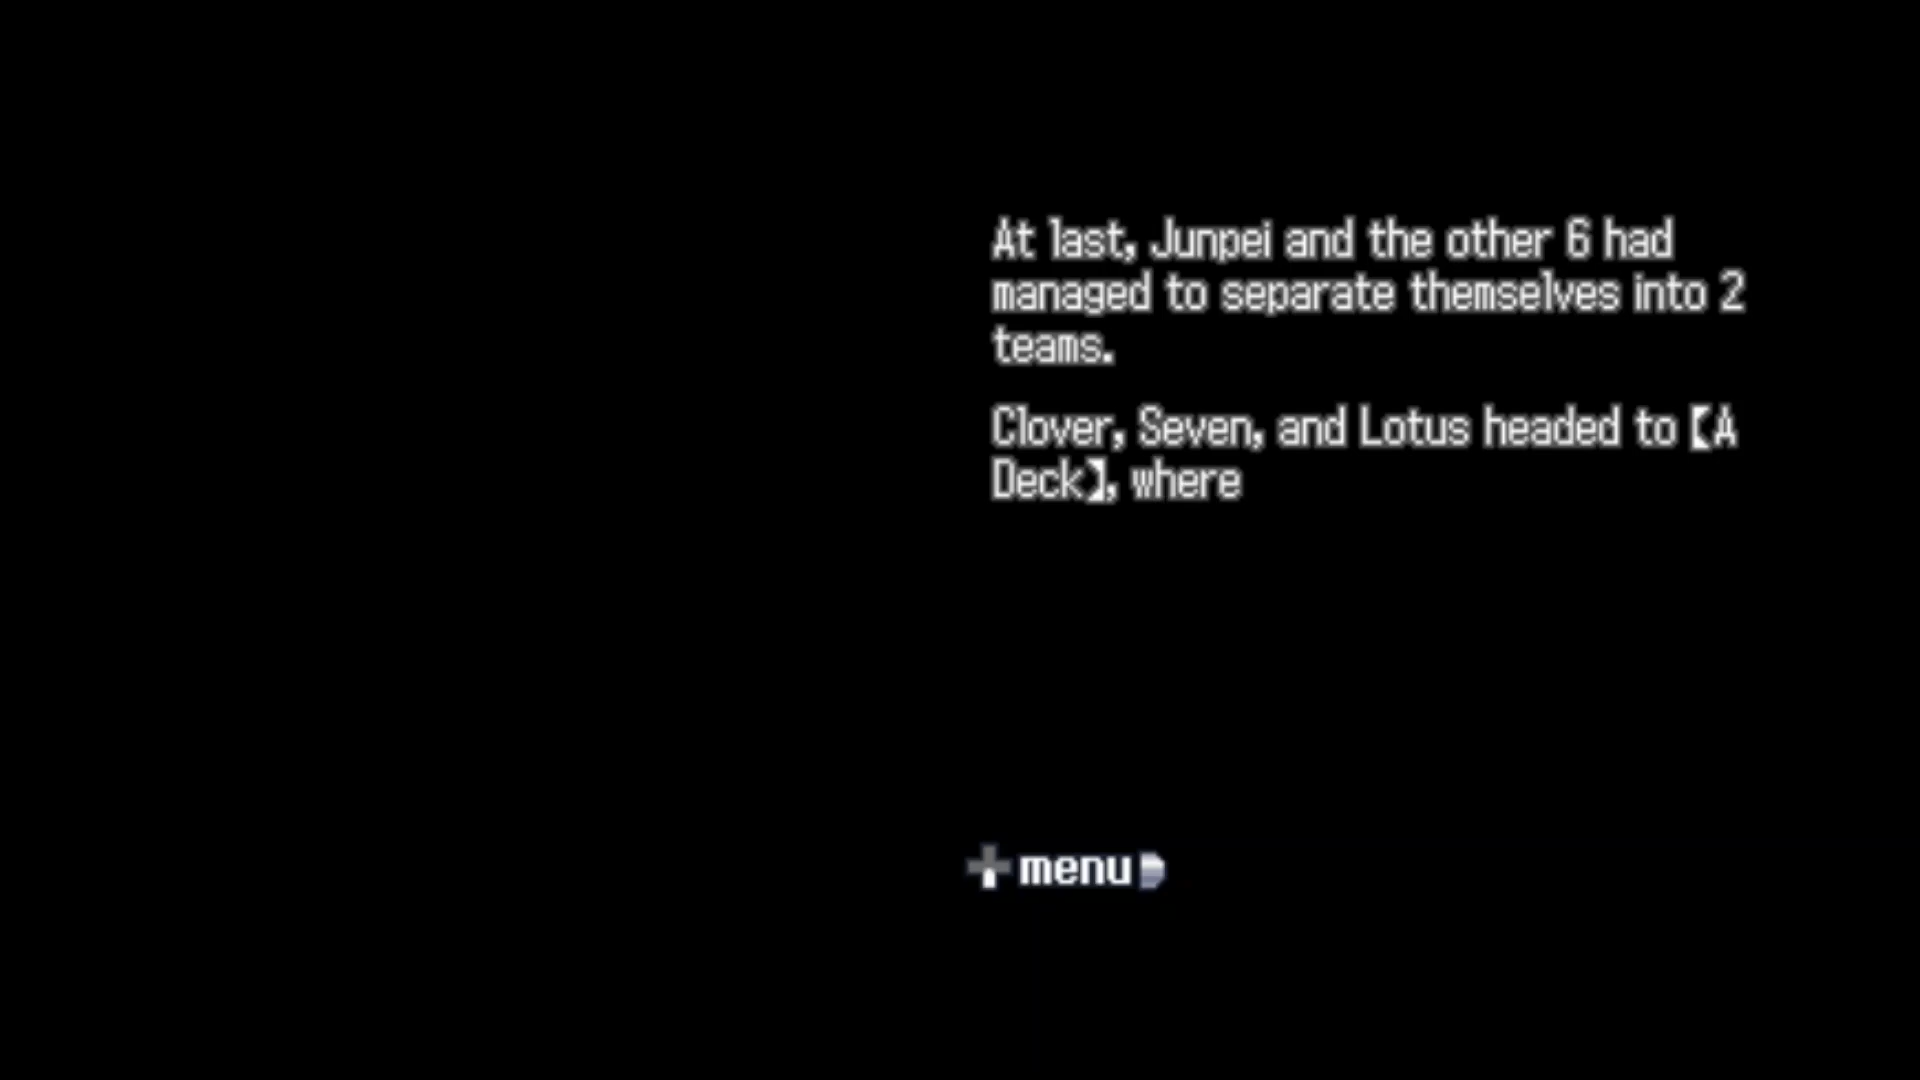 At last, Junpei and the other 6 had
managed to separate themselves into 2
teams.
Clover, Seven, and Lotus headed to 【A
Deck】, where
menu